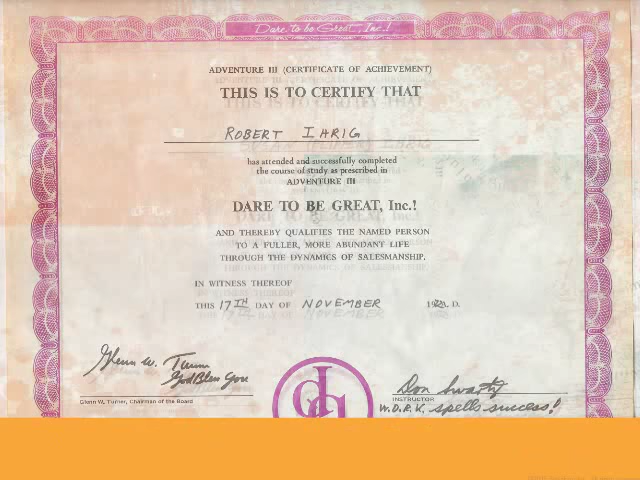 Dare to be Great, Inc.!
ADVENTURE III (CERTIFICATE OF ACHIEVEMENT)
THIS IS TO CERTIFY THAT
ROBERT IHRIG
has attended and successfully completed
the course of study as prescribed in
ADVENTURE III
DARE TO BE GREAT, Inc.!
AND THEREBY QUALIFIES THE NAMED PERSON
TO A FULLER, MORE ABUNDANT LIFE
THROUGH THE DYNAMICS OF SALESMANSHIP.
IN WITNESS THEREOF
THIS 17TH DAY OF NOVEMBER A. D.
Glenn W. Turner
God Bless You
Glenn W. Turner, Chairman of the Board
Don Swarty
INSTRUCTOR
W.O.R.K. spells success!